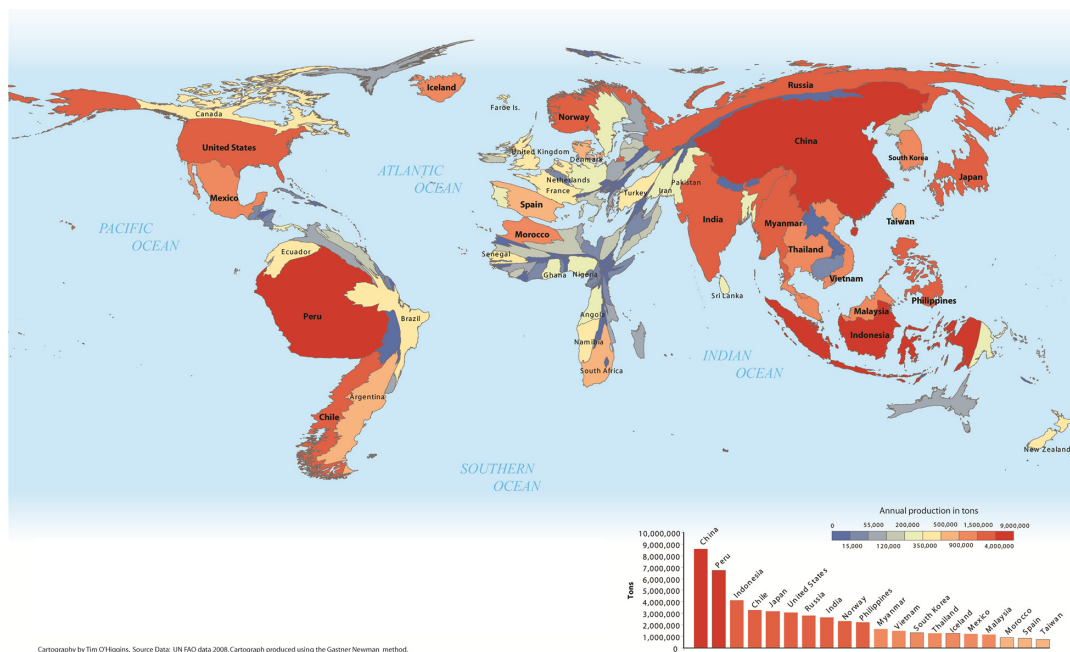 Iceland
Russia
Faroe Is.
Canada
Norway
United States
China
United Kingdom
Denmark
South Korea
ATLANTIC
OCEAN
Netherlands
France
Turkey
Iran
Pakistan
Japan
Mexico
Spain
India
Myanmar
Taiwan
PACIFIC
OCEAN
Morocco
Ecuador
Senegal
Thailand
Ghana
Nigeria
Vietnam
Sri Lanka
Philippines
Peru
Brazil
Angola
Malaysia
Namibia
Indonesia
INDIAN
OCEAN
South Africa
Argentina
Chile
New Zealand
SOUTHERN
OCEAN
Annual production in tons
0 55,000 200,000 500,000 1,500,000 9,000,000
15,000 120,000 350,000 900,000 4,000,000
Tons
10,000,000
9,000,000
8,000,000
7,000,000
6,000,000
5,000,000
4,000,000
3,000,000
2,000,000
1,000,000
0
China
Peru
Indonesia
Chile
Japan
United States
Russia
India
Norway
Philippines
Myanmar
Vietnam
South Korea
Thailand
Iceland
Mexico
Malaysia
Morocco
Spain
Taiwan
Cartography by Tim O'Higgins. Source Data: UN FAO data 2008. Cartograph produced using the Gastner Newman method.